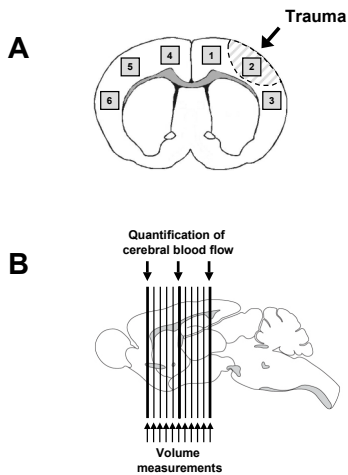 Trauma
A
4
1
5
2
6
3
Quantification of
cerebral blood flow
B
Volume
measurements